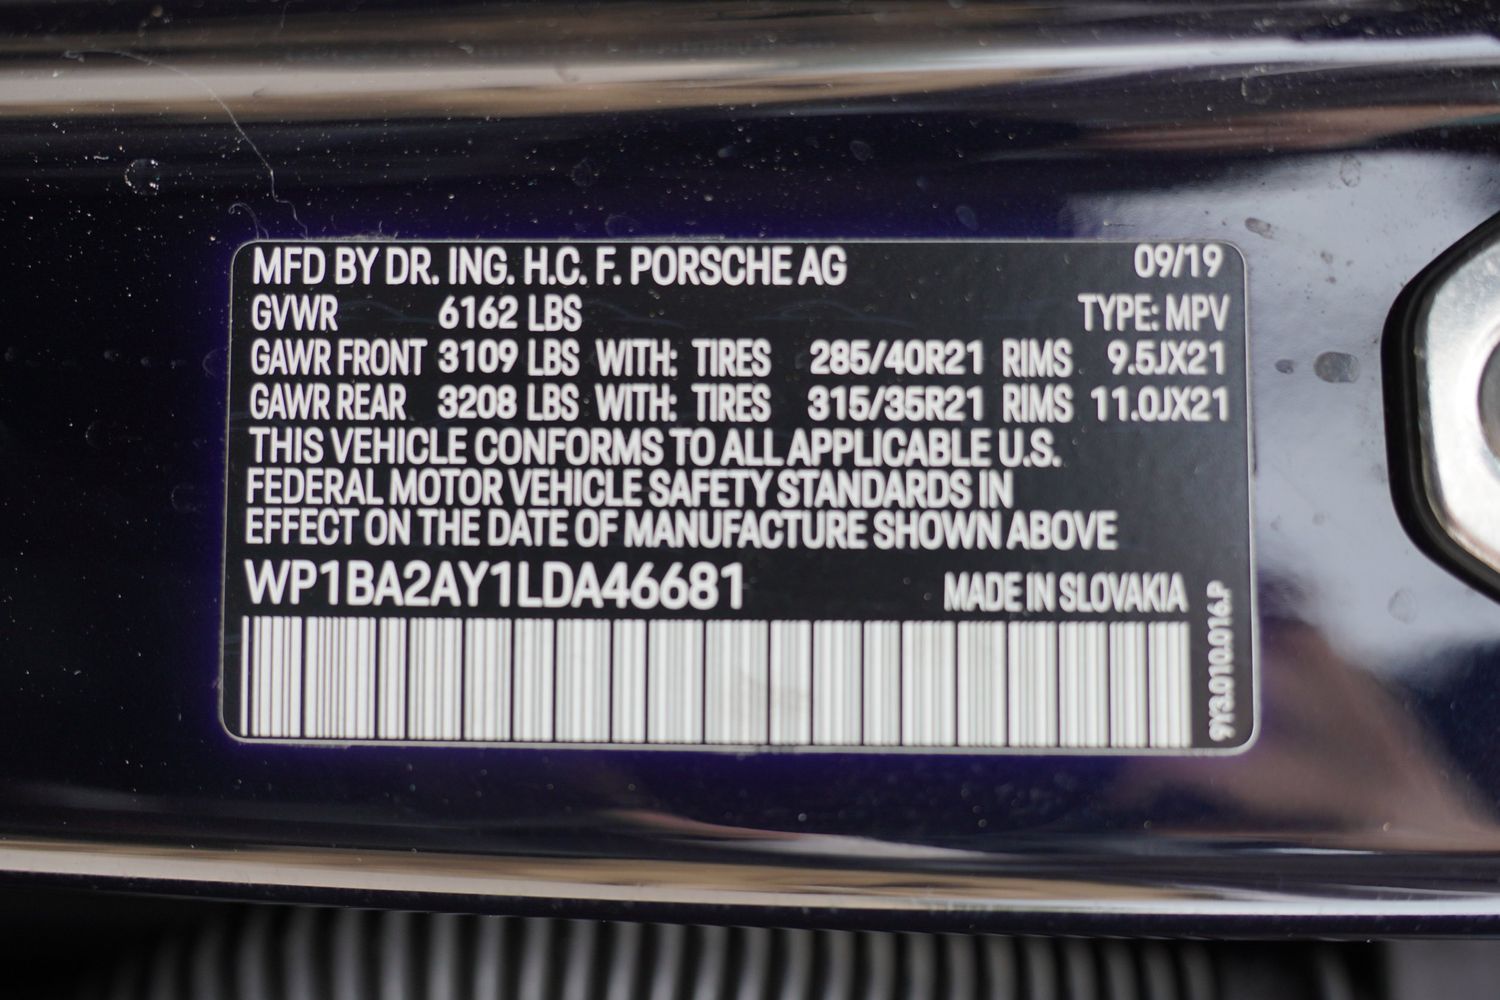 MFD BY DR. ING. H.C. F. PORSCHE AG 09/19
GVWR 6162 LBS TYPE: MPV
GAWR FRONT 3109 LBS WITH: TIRES 285/40R21 RIMS 9.5JX21
GAWR REAR 3208 LBS WITH: TIRES 315/35R21 RIMS 11.0JX21
THIS VEHICLE CONFORMS TO ALL APPLICABLE U.S.
FEDERAL MOTOR VEHICLE SAFETY STANDARDS IN
EFFECT ON THE DATE OF MANUFACTURE SHOWN ABOVE
WP1BA2AY1LDA46681 MADE IN SLOVAKIA
9Y3.010.016.P